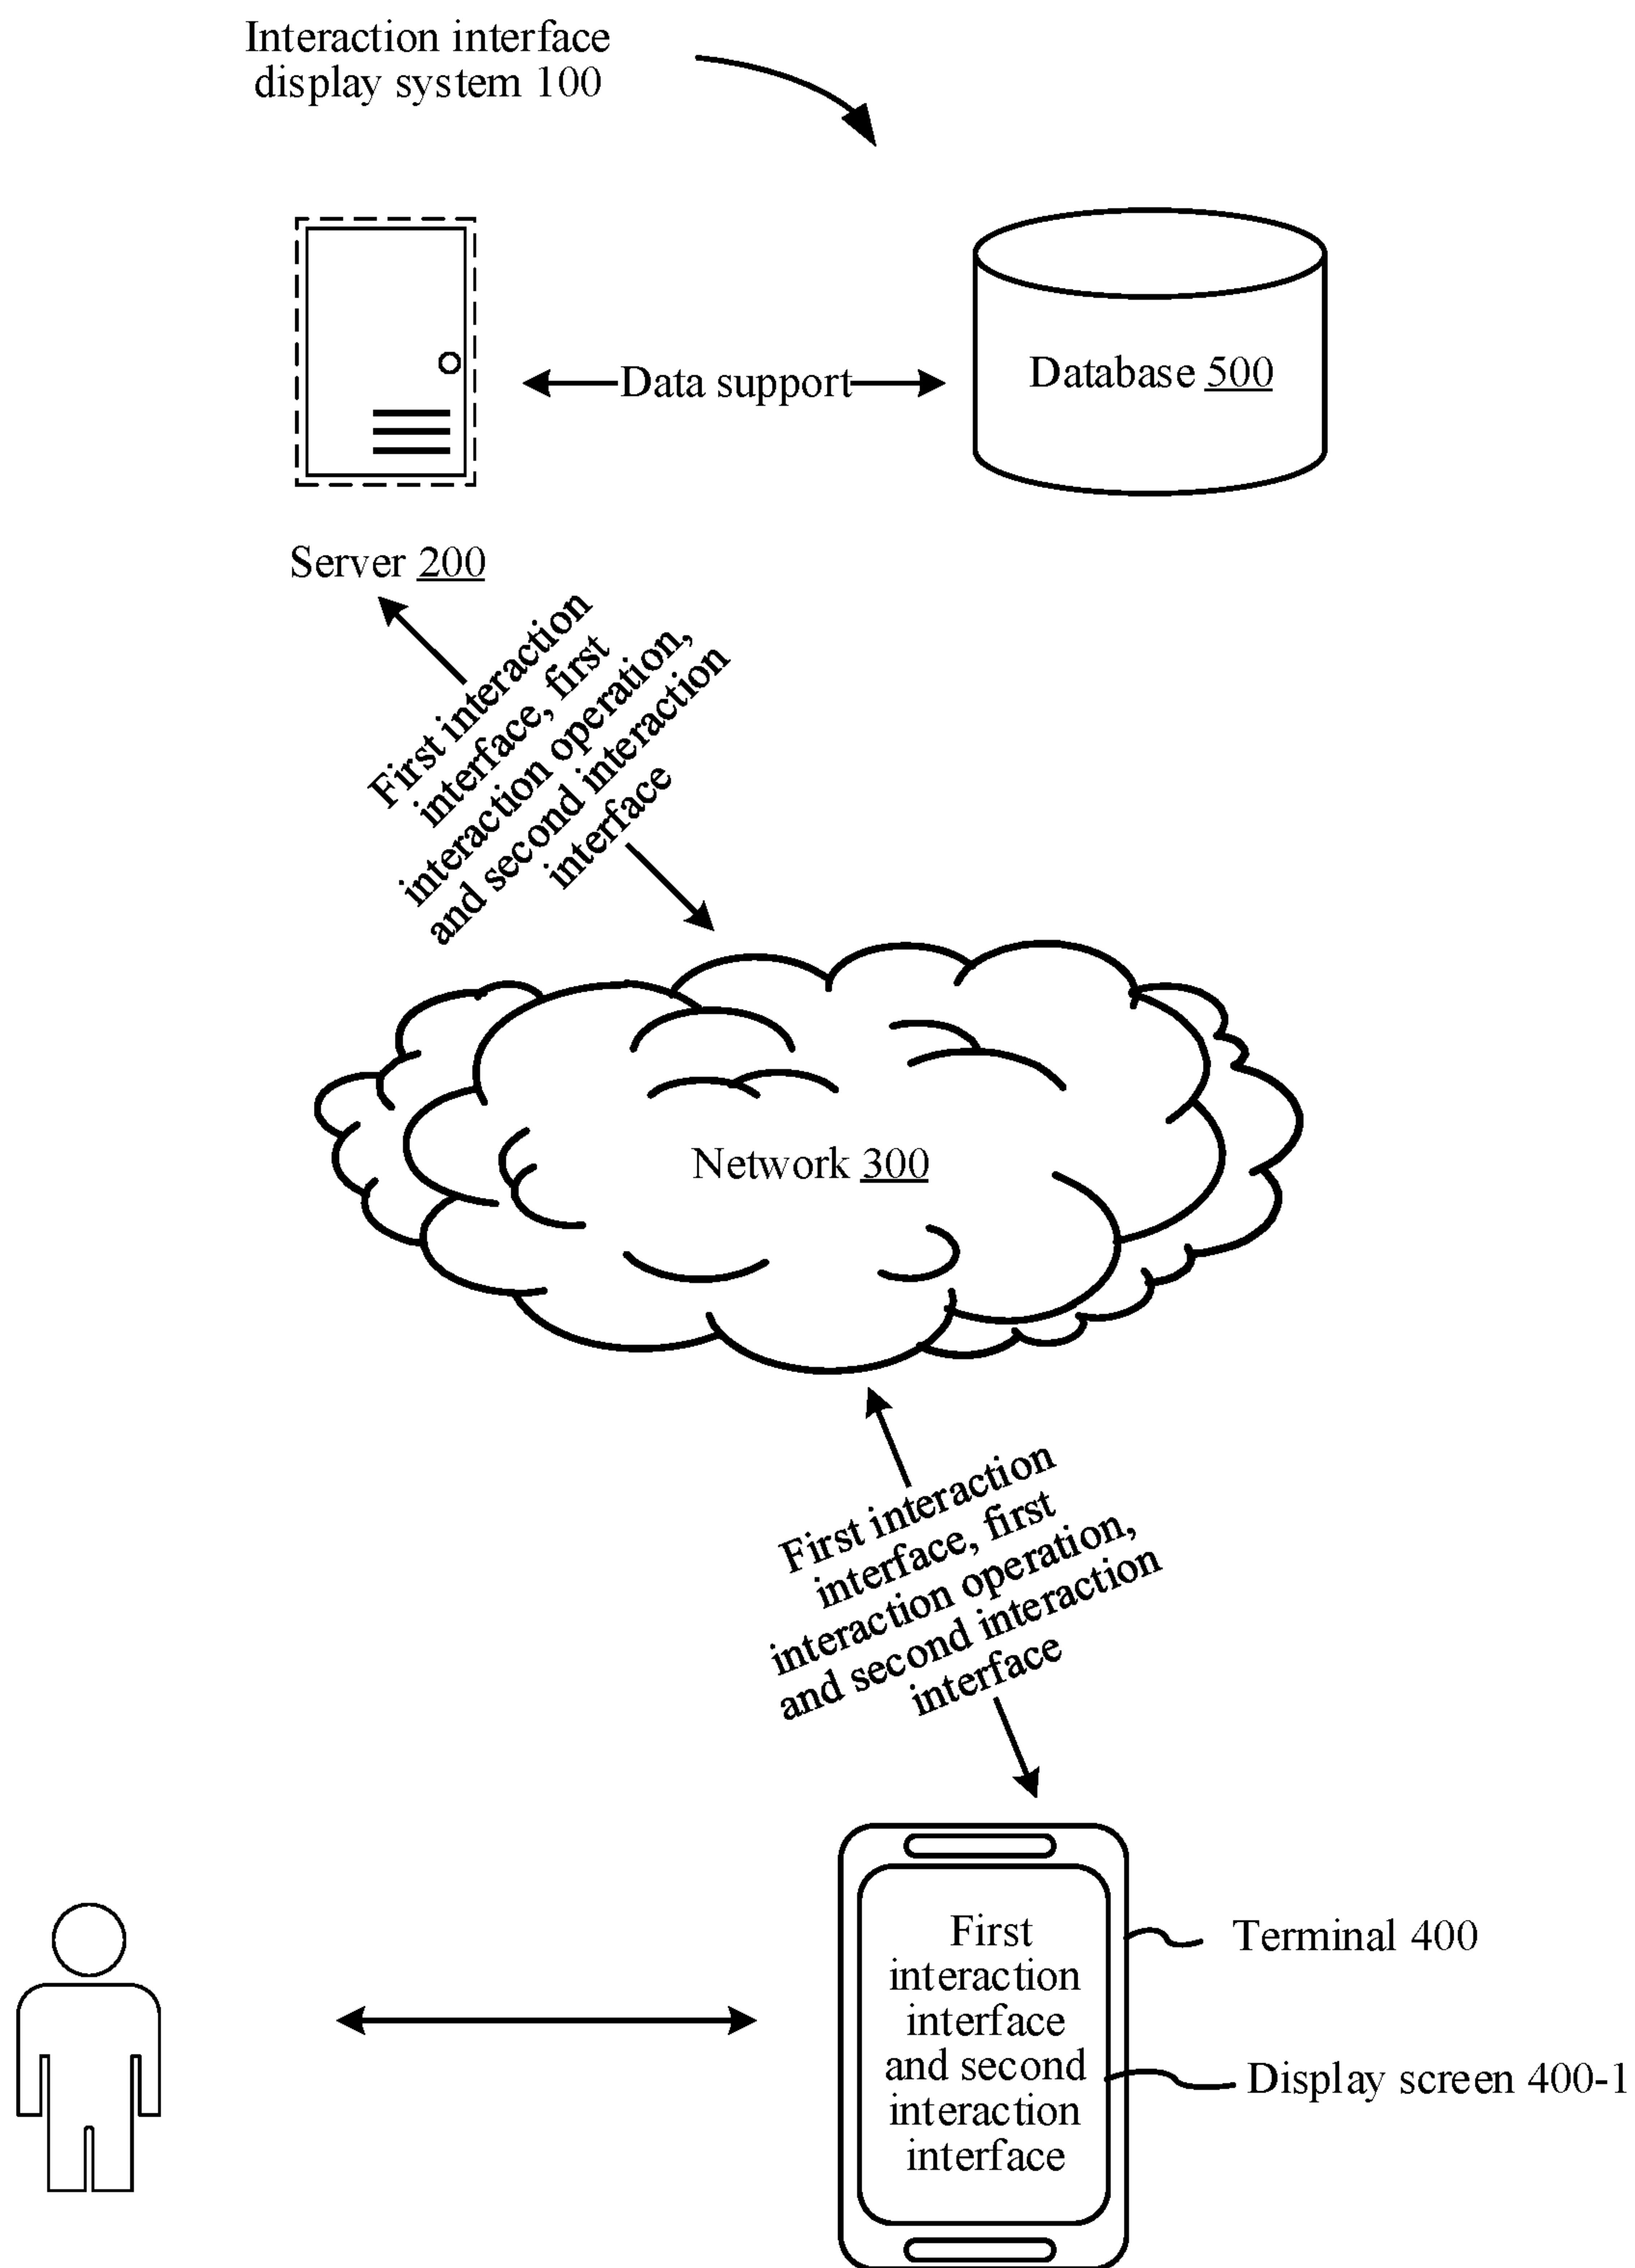 Interaction interface
display system 100
Data support
Database 500
Server 200
First interaction
interface, first
interaction operation,
and second interaction
interface
Network 300
First interaction
interface, first
interaction operation,
and second interaction
interface
First
interaction
interface
and second
interaction
interface
Terminal 400
Display screen 400-1